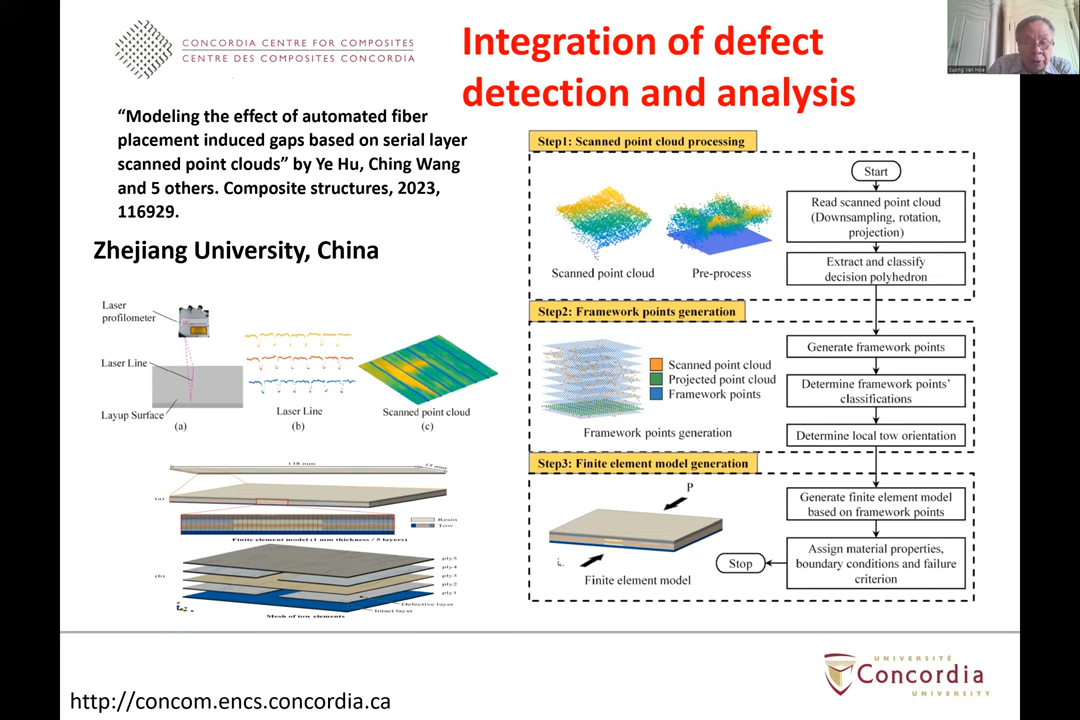 CONCORDIA CENTRE FOR COMPOSITES
CENTRE DES COMPOSITES CONCORDIA
Integration of defect
detection and analysis
Suong Van Hoa
“Modeling the effect of automated fiber
placement induced gaps based on serial layer
scanned point clouds” by Ye Hu, Ching Wang
and 5 others. Composite structures, 2023,
116929.
Zhejiang University, China
Laser
profilometer
Laser Line
Layup Surface
(a)
Laser Line
(b)
Scanned point cloud
(c)
138 mm
13 mm
(a)
Resin
Tow
Finite element model (1 mm thickness / 5 layers)
(b)
ply-5
ply-4
ply-3
ply-2
ply-1
Defective layer
Intact layer
Mesh of tow elements
Step1: Scanned point cloud processing
Scanned point cloud
Pre-process
Start
Read scanned point cloud
(Downsampling, rotation,
projection)
Extract and classify
decision polyhedron
Step2: Framework points generation
Scanned point cloud
Projected point cloud
Framework points
Framework points generation
Generate framework points
Determine framework points’
classifications
Determine local tow orientation
Step3: Finite element model generation
P
Finite element model
Generate finite element model
based on framework points
Assign material properties,
boundary conditions and failure
criterion
Stop
http://concom.encs.concordia.ca
UNIVERSITÉ
Concordia
UNIVERSITY